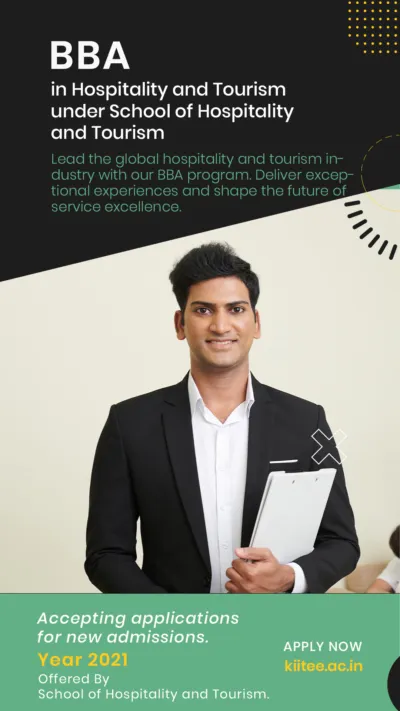 BBA
in Hospitality and Tourism
under School of Hospitality
and Tourism
Lead the global hospitality and tourism in-
dustry with our BBA program. Deliver excep-
tional experiences and shape the future of
service excellence.
Accepting applications
for new admissions.
Year 2021
Offered By
School of Hospitality and Tourism.
APPLY NOW
kiitee.ac.in